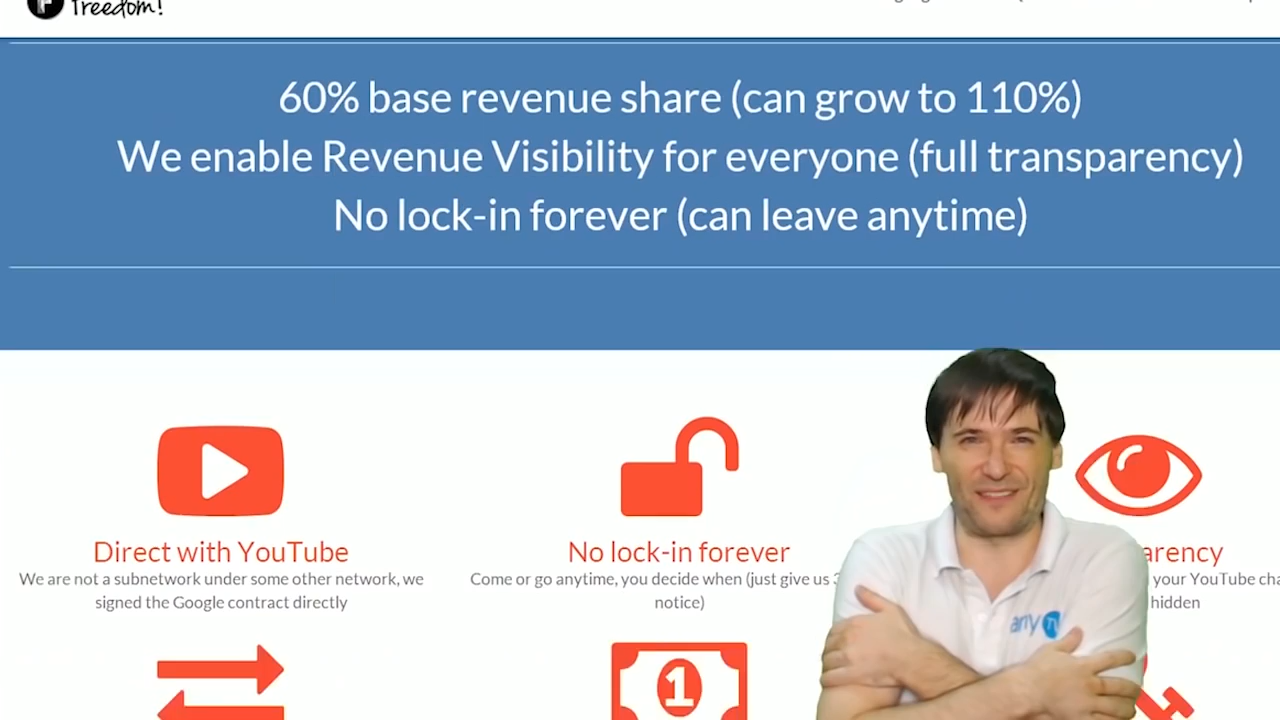 freedom!
60% base revenue share (can grow to 110%)
We enable Revenue Visibility for everyone (full transparency)
No lock-in forever (can leave anytime)
Direct with YouTube
We are not a subnetwork under some other network, we
signed the Google contract directly
No lock-in forever
Come or go anytime, you decide when (just give us
notice)
arency
your YouTube cha
hidden
anyTV
1